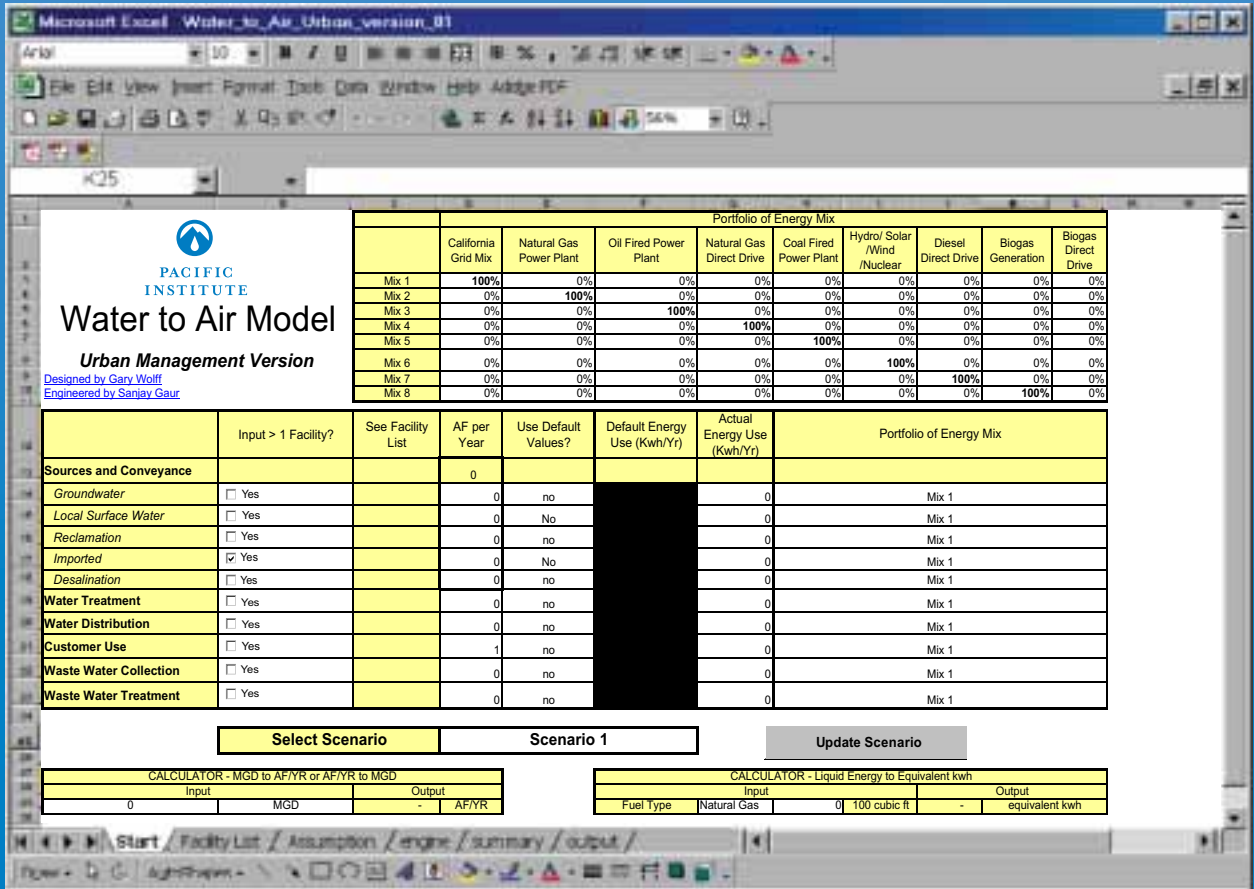 Microsoft Excel Water_to_Air_Urban_version_01
Arial 10
File Edit View Insert Format Tools Data Window Help Adobe PDF
56%
K25
PACIFIC
INSTITUTE
Water to Air Model
Urban Management Version
Designed by Gary Wolff
Engineered by Sanjay Gaur
Portfolio of Energy Mix
California Grid Mix Natural Gas Power Plant Oil Fired Power Plant Natural Gas Direct Drive Coal Fired Power Plant Hydro/ Solar /Wind /Nuclear Diesel Direct Drive Biogas Generation Biogas Direct Drive
Mix 1 100% 0% 0% 0% 0% 0% 0% 0% 0%
Mix 2 0% 100% 0% 0% 0% 0% 0% 0% 0%
Mix 3 0% 0% 100% 0% 0% 0% 0% 0% 0%
Mix 4 0% 0% 0% 100% 0% 0% 0% 0% 0%
Mix 5 0% 0% 0% 0% 100% 0% 0% 0% 0%
Mix 6 0% 0% 0% 0% 0% 100% 0% 0% 0%
Mix 7 0% 0% 0% 0% 0% 0% 100% 0% 0%
Mix 8 0% 0% 0% 0% 0% 0% 0% 100% 0%
Input > 1 Facility? See Facility List AF per Year Use Default Values? Default Energy Use (Kwh/Yr) Actual Energy Use (Kwh/Yr) Portfolio of Energy Mix
Sources and Conveyance 0
Groundwater Yes 0 no 0 Mix 1
Local Surface Water Yes 0 No 0 Mix 1
Reclamation Yes 0 no 0 Mix 1
Imported Yes 0 No 0 Mix 1
Desalination Yes 0 no 0 Mix 1
Water Treatment Yes 0 no 0 Mix 1
Water Distribution Yes 0 no 0 Mix 1
Customer Use Yes 1 no 0 Mix 1
Waste Water Collection Yes 0 no 0 Mix 1
Waste Water Treatment Yes 0 no 0 Mix 1
Select Scenario Scenario 1 Update Scenario
CALCULATOR - MGD to AF/YR or AF/YR to MGD
Input Output
0 MGD - AF/YR
CALCULATOR - Liquid Energy to Equivalent kwh
Input Output
Fuel Type Natural Gas 0 100 cubic ft - equivalent kwh
Start / Facility List / Assumption / engine / summary / output /
Draw AutoShapes